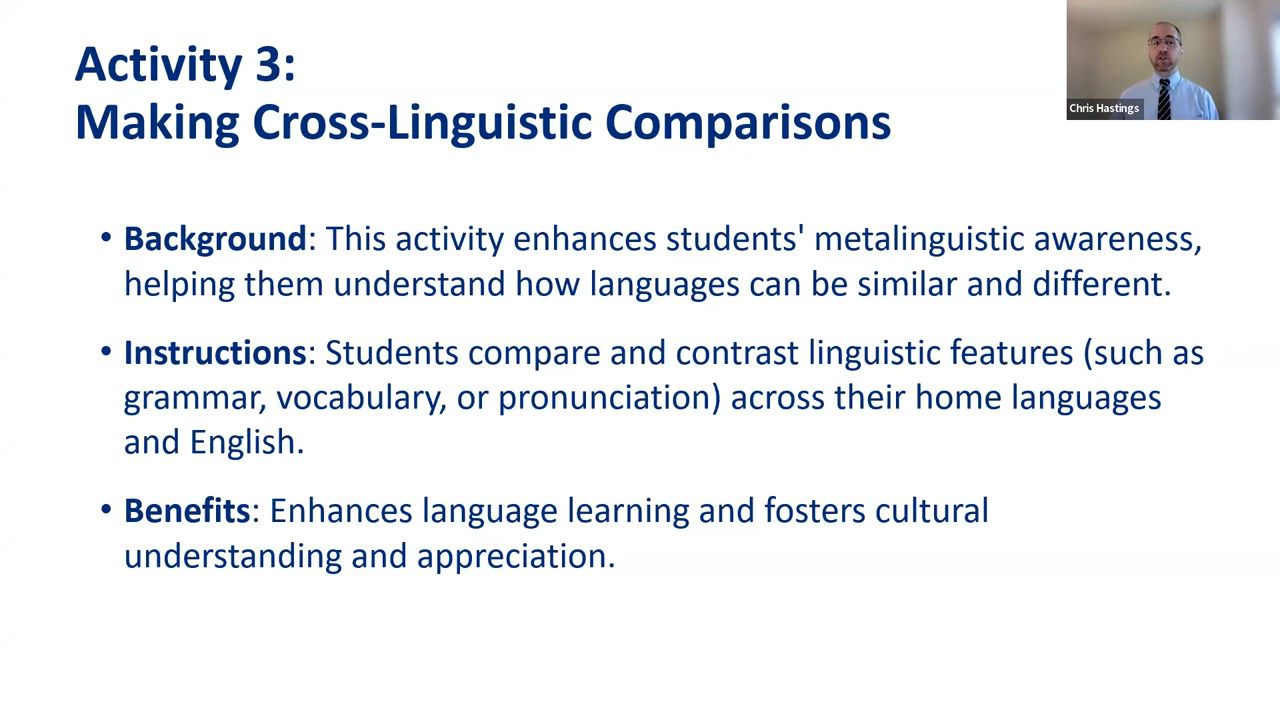 Activity 3:
Making Cross-Linguistic Comparisons
Chris Hastings
• Background: This activity enhances students' metalinguistic awareness,
helping them understand how languages can be similar and different.
• Instructions: Students compare and contrast linguistic features (such as
grammar, vocabulary, or pronunciation) across their home languages
and English.
• Benefits: Enhances language learning and fosters cultural
understanding and appreciation.